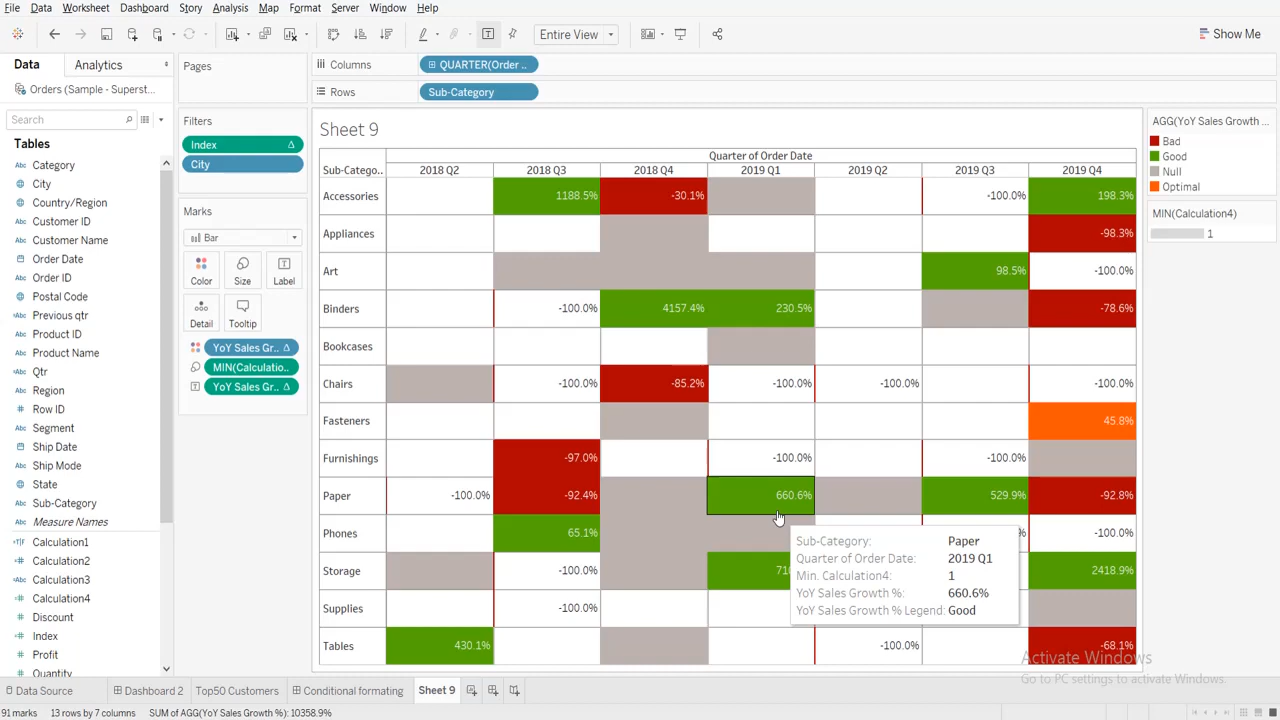 File Data Worksheet Dashboard Story Analysis Map Format Server Window Help
Entire View
Show Me
Data Analytics
Orders (Sample - Superst...
Search
Tables
Category
City
Country/Region
Customer ID
Customer Name
Order Date
Order ID
Postal Code
Previous qtr
Product ID
Product Name
Qtr
Region
Row ID
Segment
Ship Date
Ship Mode
State
Sub-Category
Measure Names
Calculation1
Calculation2
Calculation3
Calculation4
Discount
Index
Profit
Quantity
Pages
Filters
Index
City
Marks
Bar
Color Size Label
Detail Tooltip
YoY Sales Gr..
MIN(Calculatio..
YoY Sales Gr..
Columns QUARTER(Order ..
Rows Sub-Category
Sheet 9
Quarter of Order Date
Sub-Catego.. 2018 Q2 2018 Q3 2018 Q4 2019 Q1 2019 Q2 2019 Q3 2019 Q4
Accessories 1188.5% -30.1% -100.0% 198.3%
Appliances -98.3%
Art 98.5% -100.0%
Binders -100.0% 4157.4% 230.5% -78.6%
Bookcases
Chairs -100.0% -85.2% -100.0% -100.0% -100.0%
Fasteners 45.8%
Furnishings -97.0% -100.0% -100.0%
Paper -100.0% -92.4% 660.6% 529.9% -92.8%
Phones 65.1% -100.0%
Storage -100.0% 2418.9%
Supplies -100.0%
Tables 430.1% -100.0% -68.1%
Sub-Category: Paper
Quarter of Order Date: 2019 Q1
Min. Calculation4: 1
YoY Sales Growth %: 660.6%
YoY Sales Growth % Legend: Good
AGG(YoY Sales Growth ...
Bad
Good
Null
Optimal
MIN(Calculation4)
1
Activate Windows
Go to PC settings to activate Windows.
Data Source Dashboard 2 Top50 Customers Conditional formating Sheet 9
91 marks 13 rows by 7 columns SUM of AGG(YoY Sales Growth %): 10358.9%